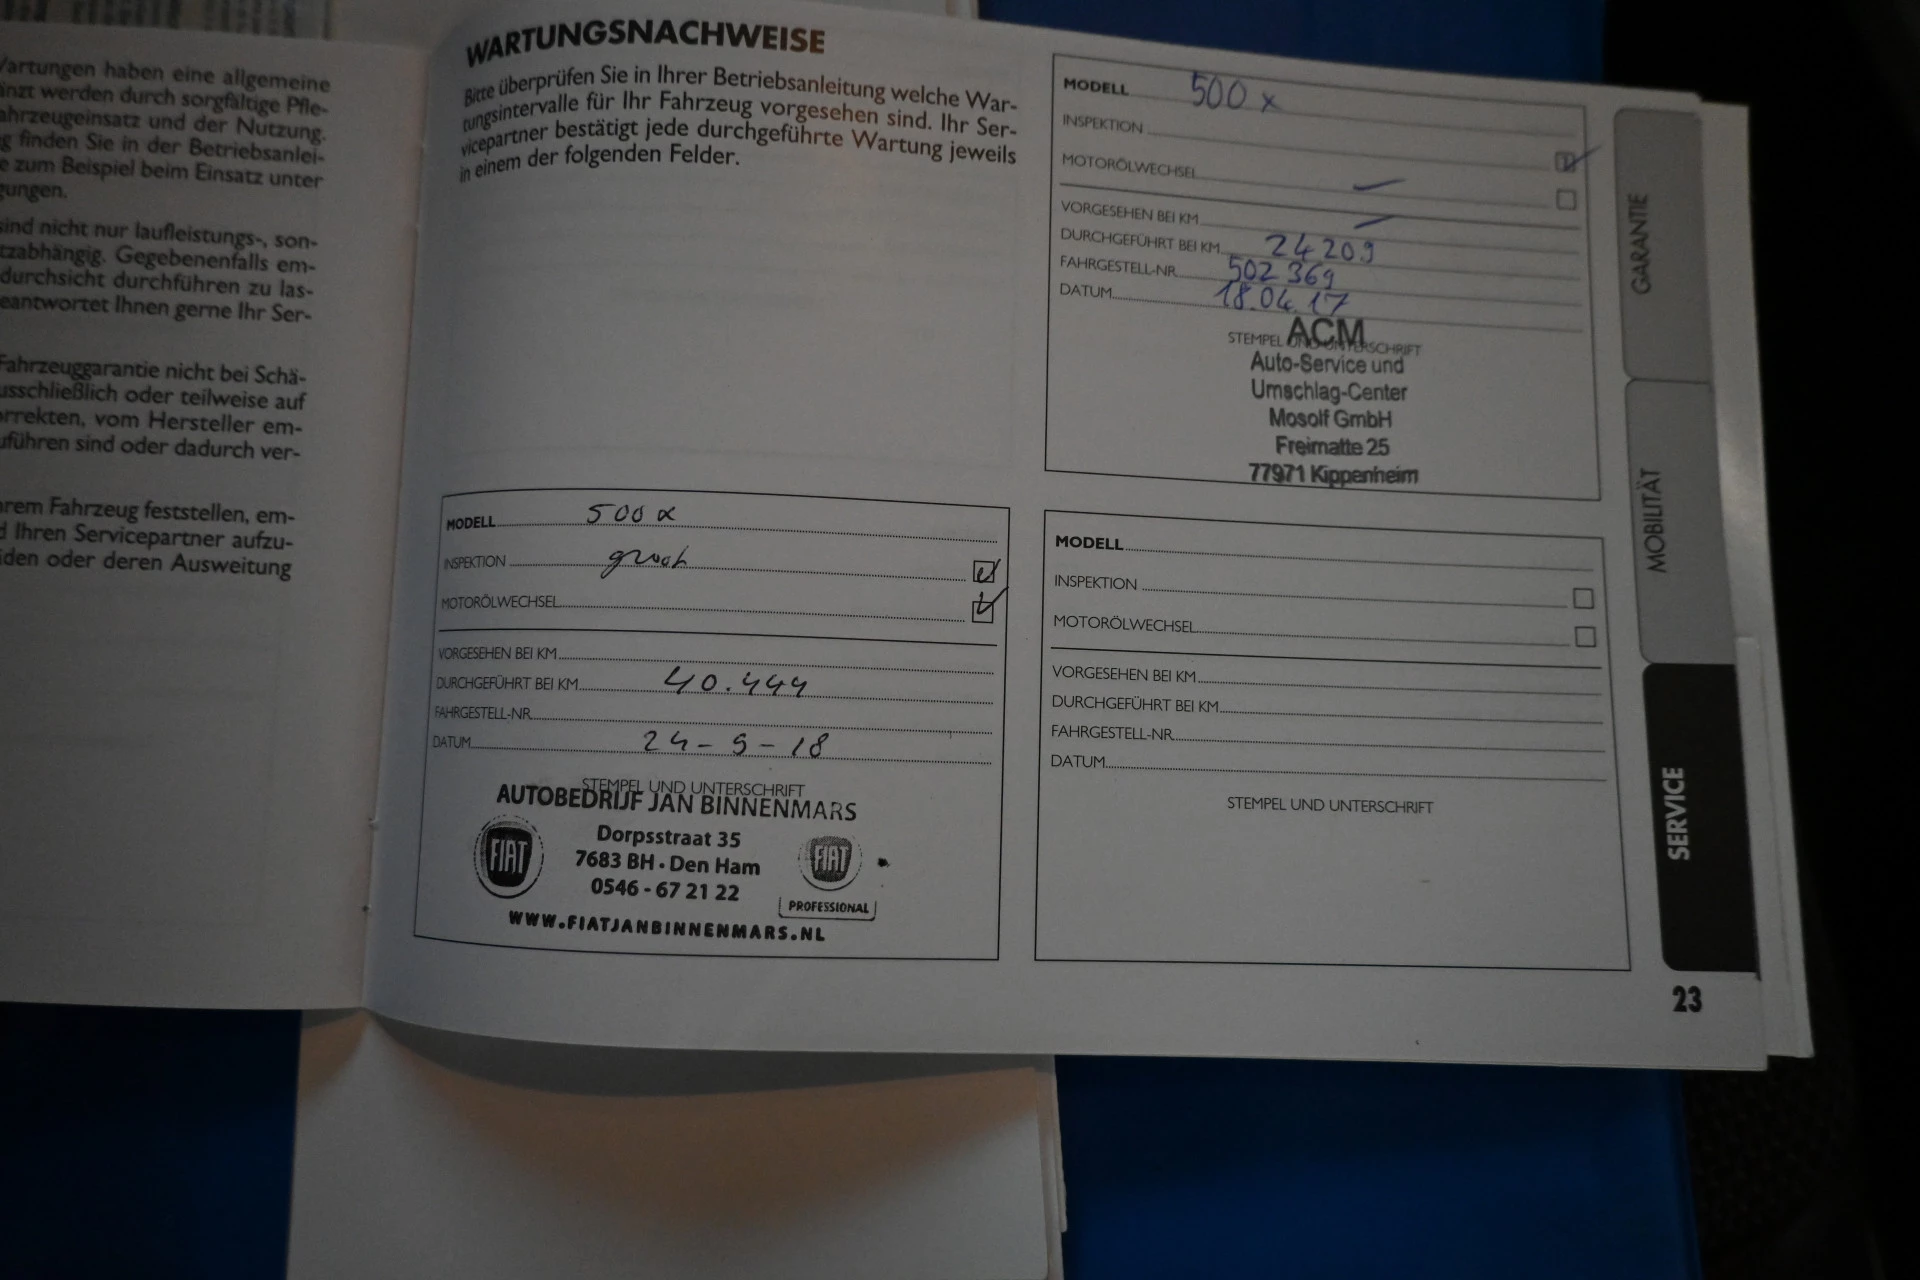 artungen haben eine allgemeine
nzt werden durch sorgfältige Pfle-
ahrzeugeinsatz und der Nutzung.
g finden Sie in der Betriebsanlei-
e zum Beispiel beim Einsatz unter
gungen.
sind nicht nur laufleistungs-, son-
tzabhängig. Gegebenenfalls em-
durchsicht durchführen zu las-
eantwortet Ihnen gerne Ihr Ser-
Fahrzeuggarantie nicht bei Schä-
usschließlich oder teilweise auf
orrekten, vom Hersteller em-
uführen sind oder dadurch ver-
rem Fahrzeug feststellen, em-
d Ihren Servicepartner aufzu-
den oder deren Ausweitung
WARTUNGSNACHWEISE
Bitte überprüfen Sie in Ihrer Betriebsanleitung welche War-
tungsintervalle für Ihr Fahrzeug vorgesehen sind. Ihr Ser-
vicepartner bestätigt jede durchgeführte Wartung jeweils
in einem der folgenden Felder.
MODELL 500 x
INSPEKTION
MOTORÖLWECHSEL
VORGESEHEN BEI KM
DURCHGEFÜHRT BEI KM 24 209
FAHRGESTELL-NR. 502 369
DATUM 18.04.17
STEMPEL UND UNTERSCHRIFT
ACM
Auto-Service und
Umschlag-Center
Mosolf GmbH
Freimatte 25
77971 Kippenheim
MODELL 500 x
INSPEKTION
MOTORÖLWECHSEL
VORGESEHEN BEI KM
DURCHGEFÜHRT BEI KM 40.444
FAHRGESTELL-NR.
DATUM
STEMPEL UND UNTERSCHRIFT
AUTOBEDRIJF JAN BINNENMARS
Dorpsstraat 35
7683 BH • Den Ham
0546 - 67 21 22
FIAT
FIAT
PROFESSIONAL
WWW.FIATJANBINNENMARS.NL
MODELL
INSPEKTION
MOTORÖLWECHSEL
VORGESEHEN BEI KM
DURCHGEFÜHRT BEI KM
FAHRGESTELL-NR.
DATUM
STEMPEL UND UNTERSCHRIFT
GARANTIE
MOBILITÄT
SERVICE
23